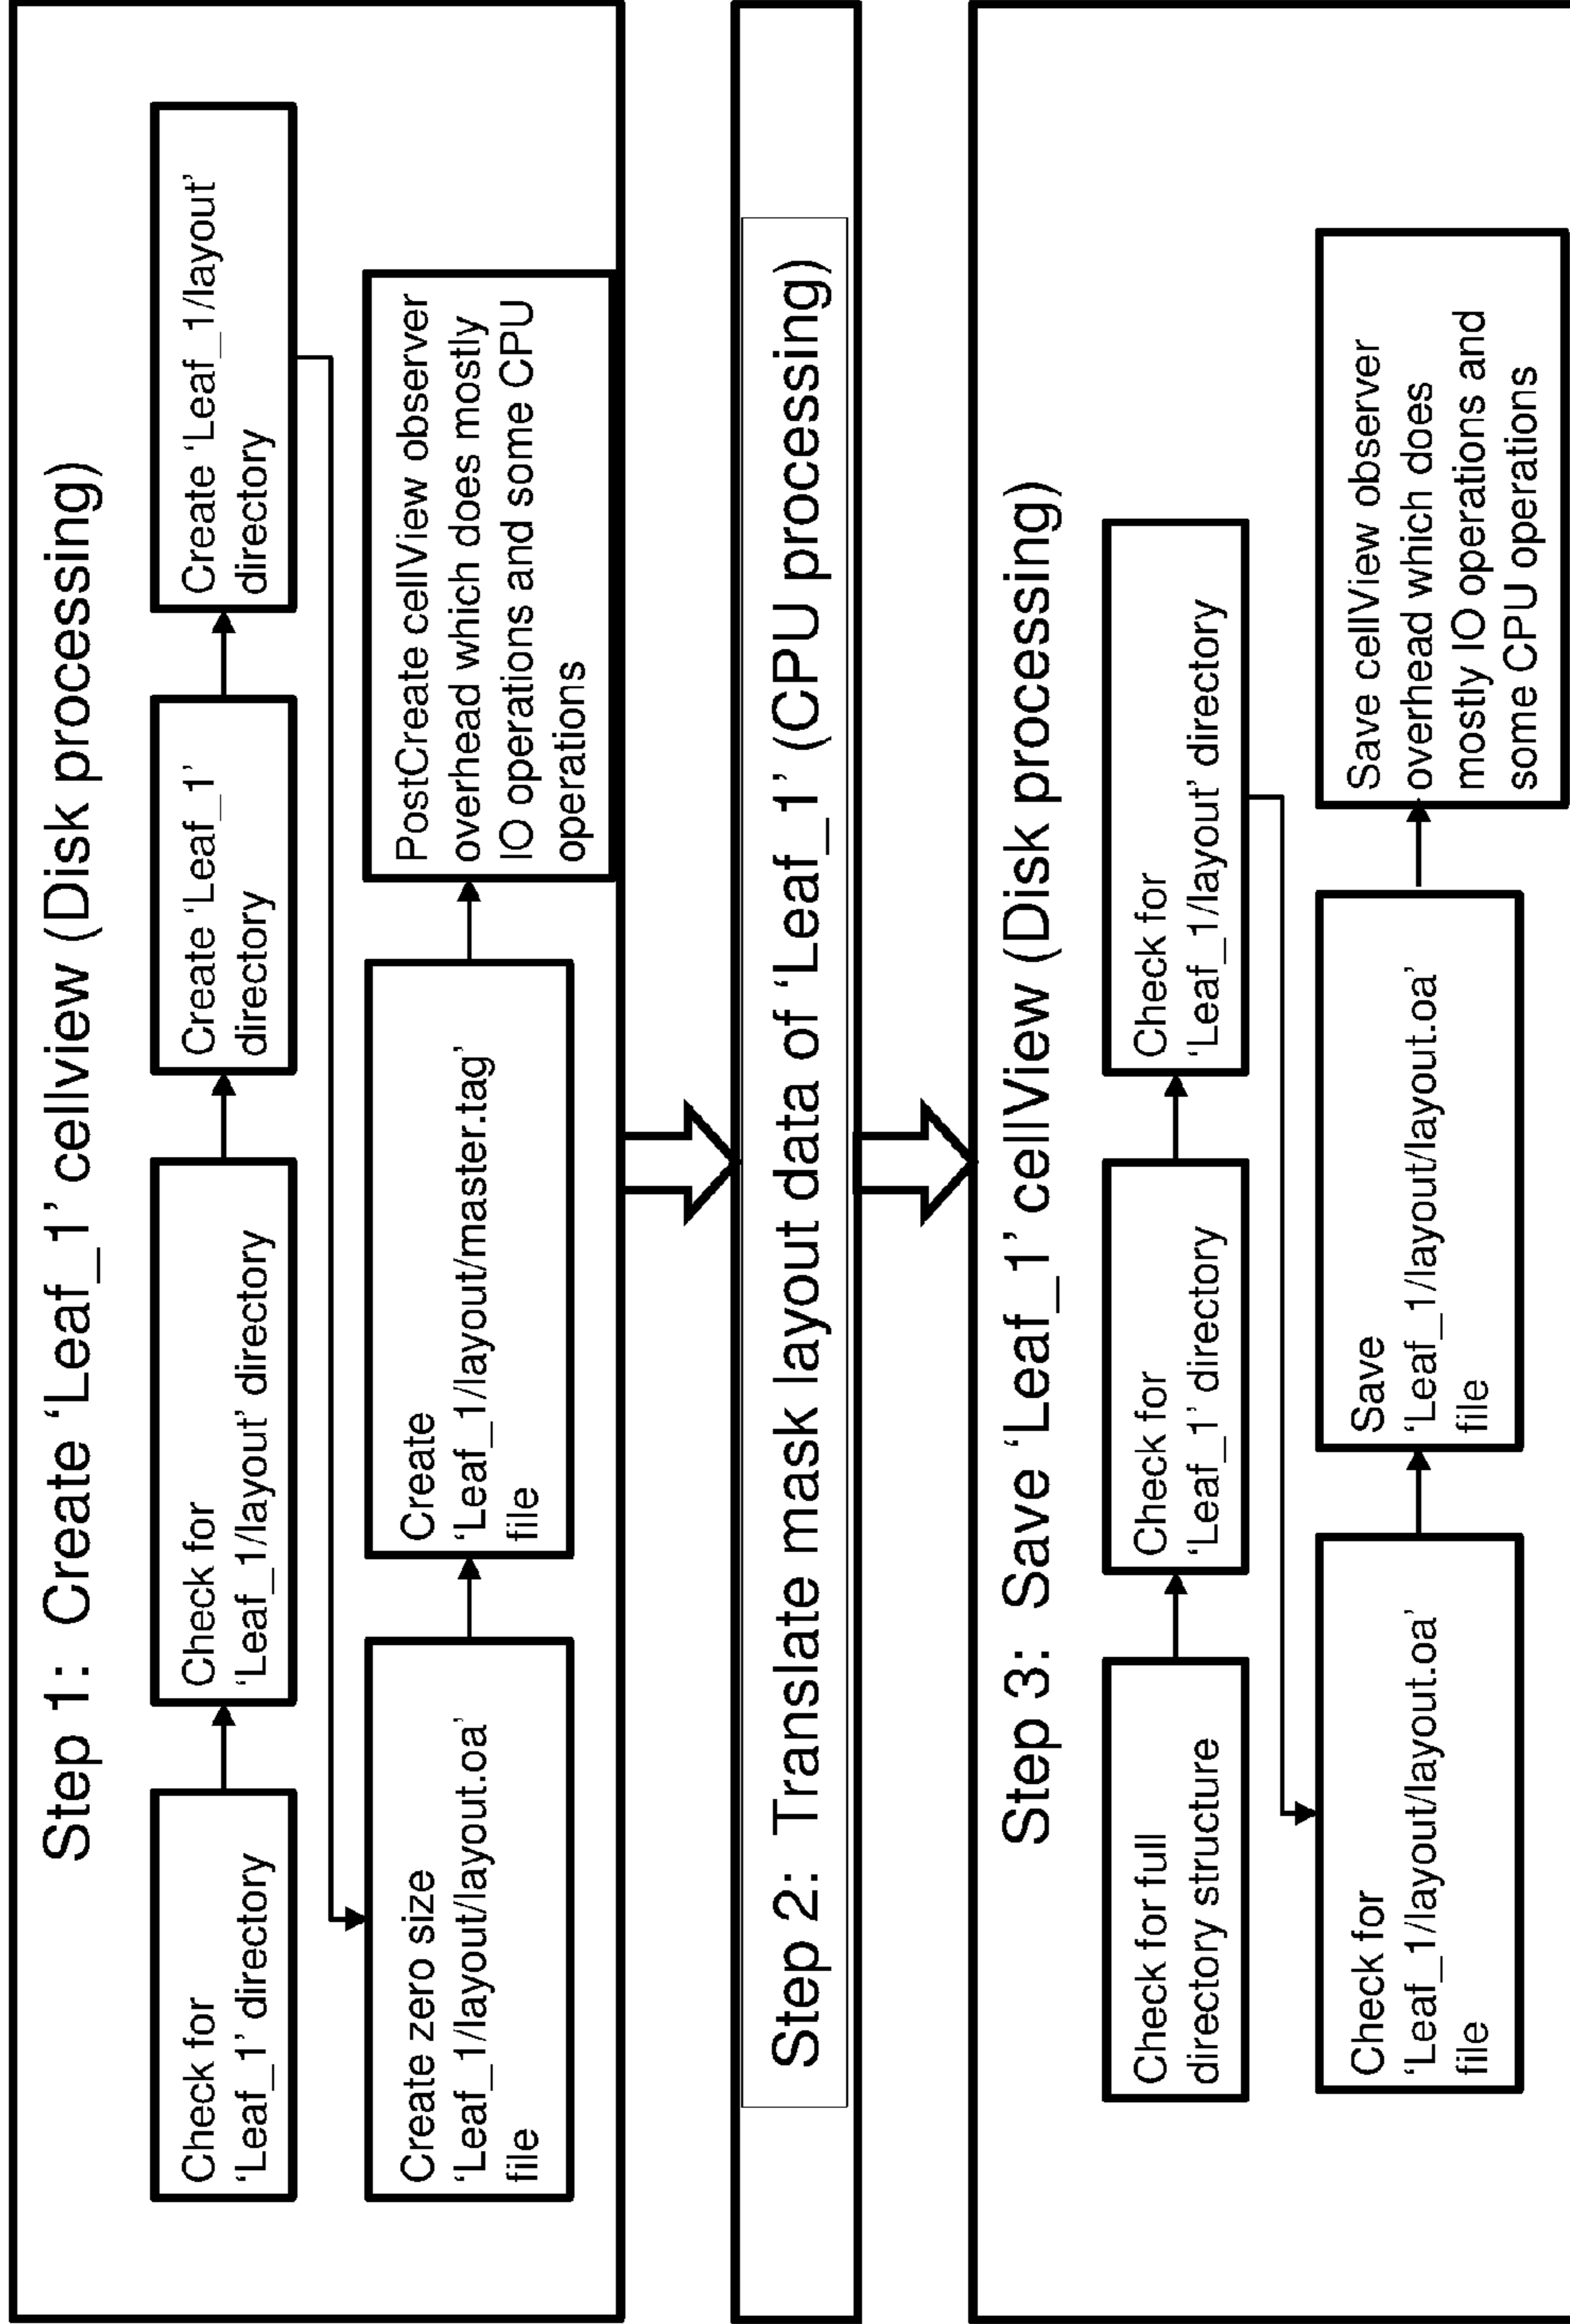 Step 1: Create ‘Leaf_1’ cellview (Disk processing)
Check for
‘Leaf_1’ directory
Check for
‘Leaf_1/layout’ directory
Create ‘Leaf_1’
directory
Create ‘Leaf_1/layout’
directory
Create zero size
‘Leaf_1/layout/layout.oa’
file
Create
‘Leaf_1/layout/master.tag’
file
PostCreate cellView observer
overhead which does mostly
IO operations and some CPU
operations
Step 2: Translate mask layout data of ‘Leaf_1’ (CPU processing)
Step 3: Save ‘Leaf_1’ cellView (Disk processing)
Check for full
directory structure
Check for
‘Leaf_1’ directory
Check for
‘Leaf_1/layout’ directory
Check for
‘Leaf_1/layout/layout.oa’
file
Save
‘Leaf_1/layout/layout.oa’
file
Save cellView observer
overhead which does
mostly IO operations and
some CPU operations